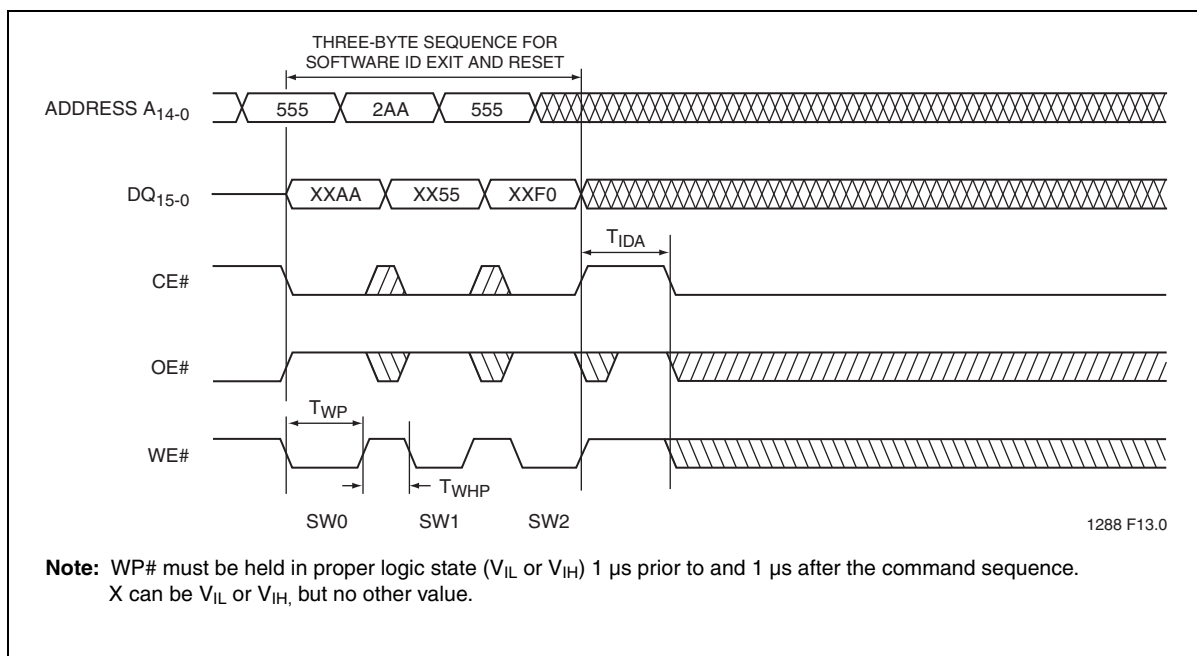 THREE-BYTE SEQUENCE FOR
SOFTWARE ID EXIT AND RESET
ADDRESS A14-0
555
2AA
555
DQ15-0
XXAA
XX55
XXF0
TIDA
CE#
OE#
TWP
WE#
TWHP
SW0
SW1
SW2
1288 F13.0
Note: WP# must be held in proper logic state (VIL or VIH) 1 µs prior to and 1 µs after the command sequence.
X can be VIL or VIH, but no other value.